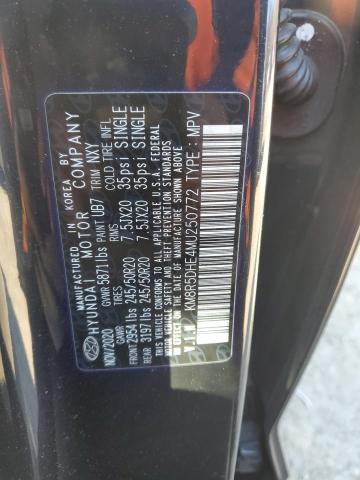 MANUFACTURED IN KOREA BY
HYUNDAI MOTOR COMPANY
NOV/2020 GVWR 5871lbs PAINT UB7 TRIM NXY
GAWR TIRES RIMS COLD TIRE INFL
FRONT 2954lbs 245/50R20 7.5JX20 35psi SINGLE
REAR 3197lbs 245/50R20 7.5JX20 35psi SINGLE
THIS VEHICLE CONFORMS TO ALL APPLICABLE U.S.A. FEDERAL
MOTOR VEHICLE SAFETY, BUMPER, AND THEFT PREVENTION
STANDARDS IN EFFECT ON THE DATE OF MANUFACTURE SHOWN ABOVE.
KM8R5DHE4MU250772 TYPE : MPV